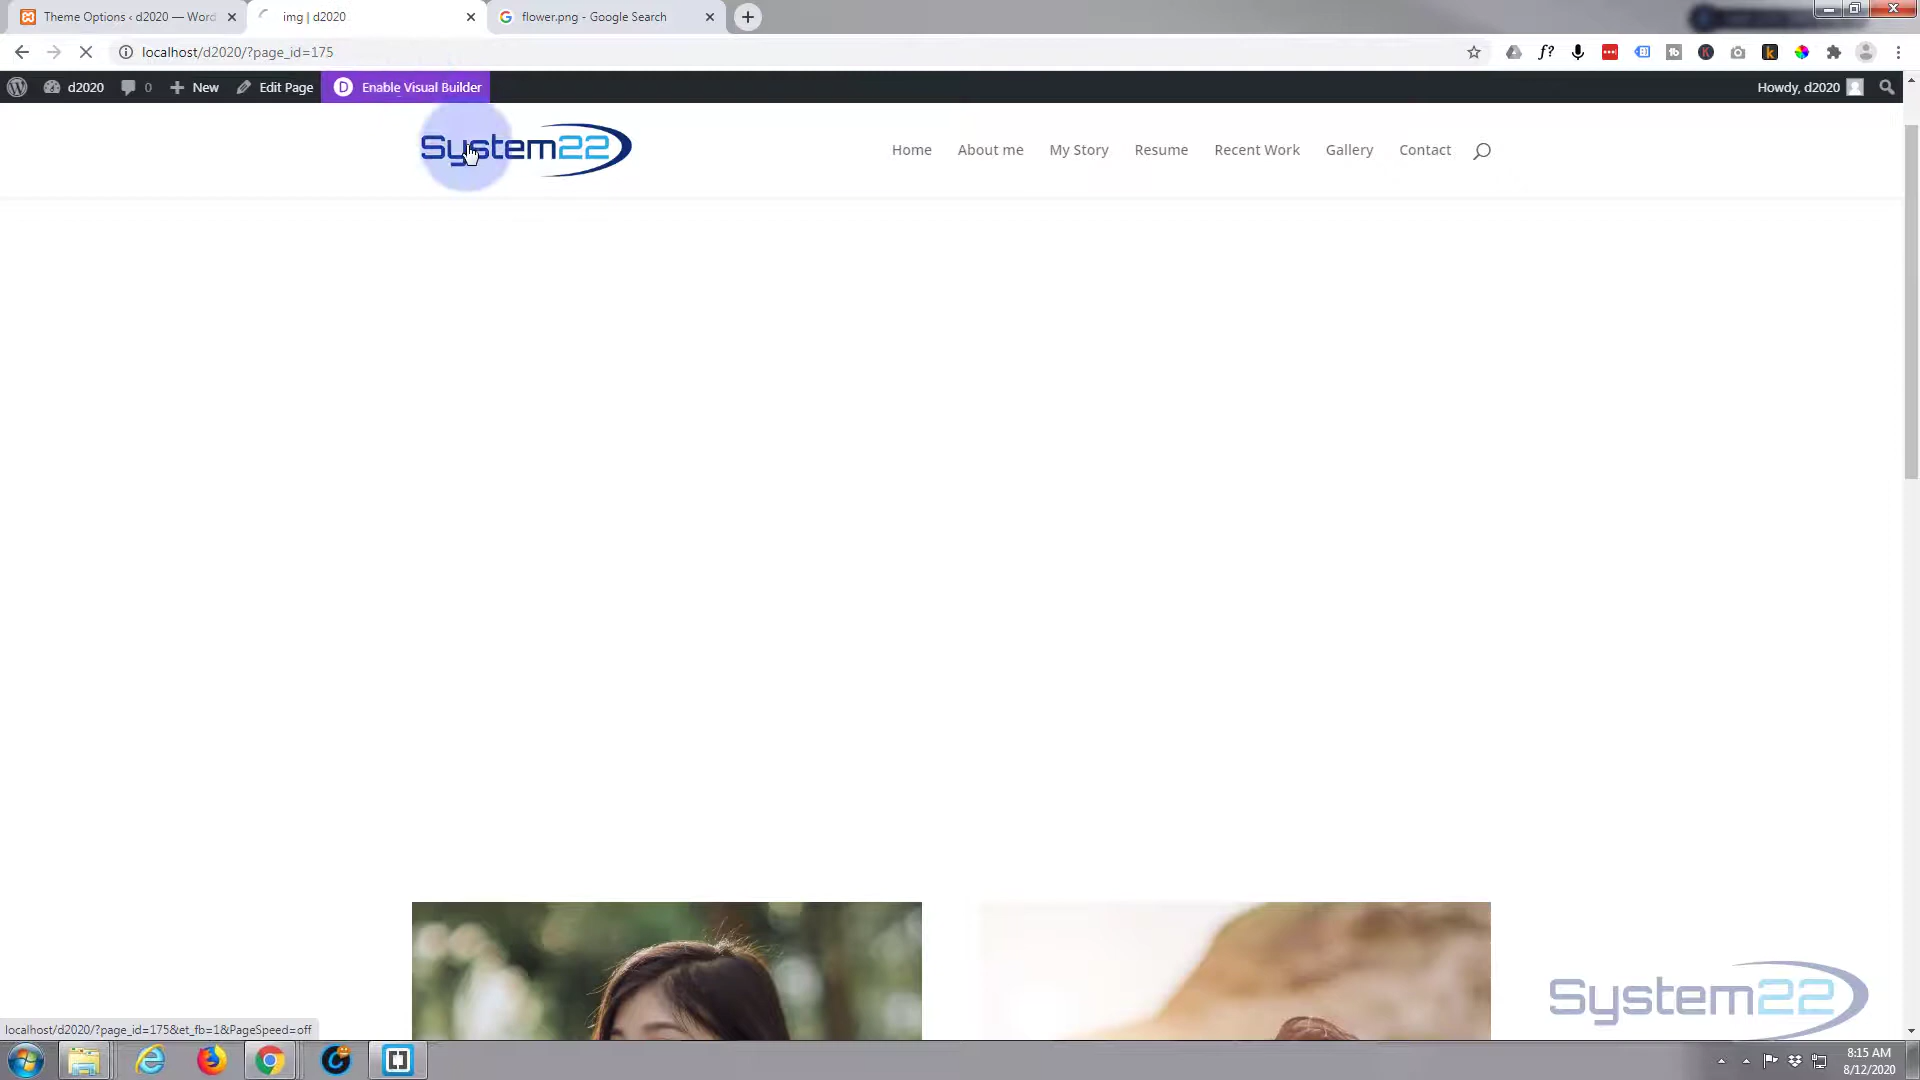 Theme Options ‹ d2020 — Word
img | d2020
flower.png - Google Search
localhost/d2020/?page_id=175
d2020
0
New
Edit Page
Enable Visual Builder
Howdy, d2020
System22
Home
About me
My Story
Resume
Recent Work
Gallery
Contact
System22
localhost/d2020/?page_id=175&et_fb=1&PageSpeed=off
8:15 AM
8/12/2020